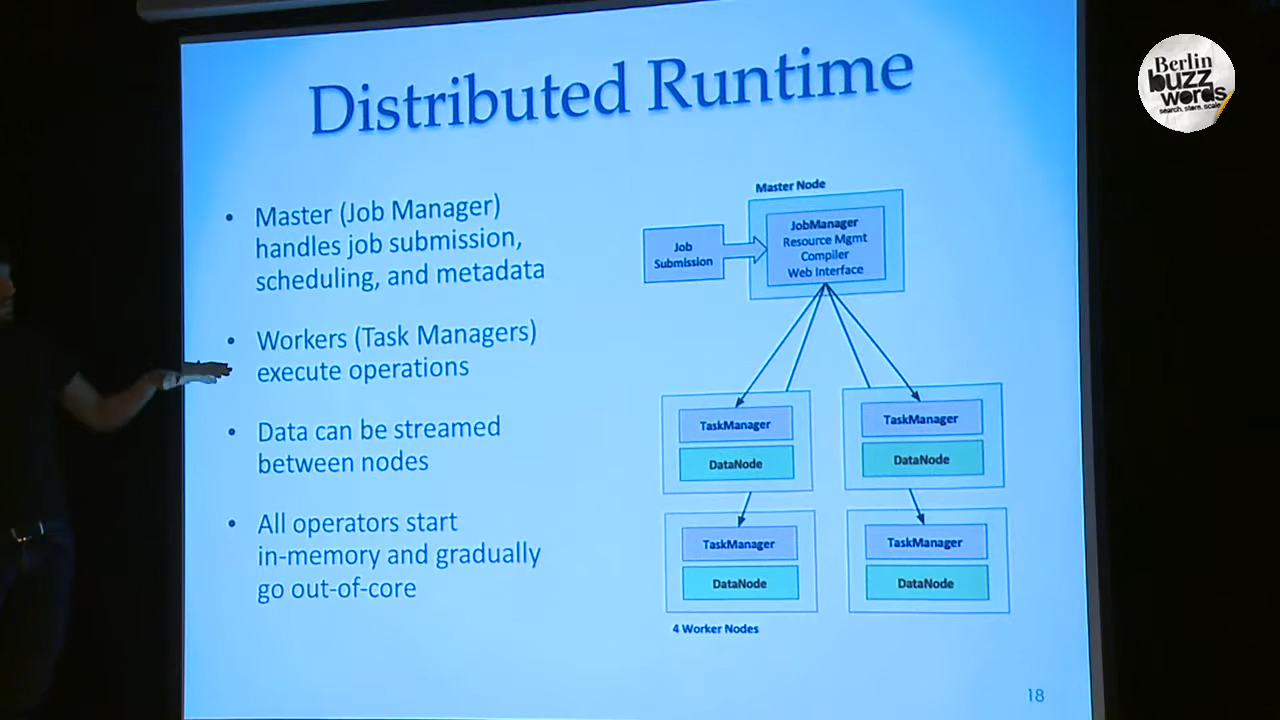 Distributed Runtime
• Master (Job Manager)
handles job submission,
scheduling, and metadata
• Workers (Task Managers)
execute operations
• Data can be streamed
between nodes
• All operators start
in-memory and gradually
go out-of-core
Master Node
Job
Submission
JobManager
Resource Mgmt
Compiler
Web Interface
TaskManager
DataNode
TaskManager
DataNode
TaskManager
DataNode
TaskManager
DataNode
4 Worker Nodes
18
Berlin
buzz
words
search. store. scale